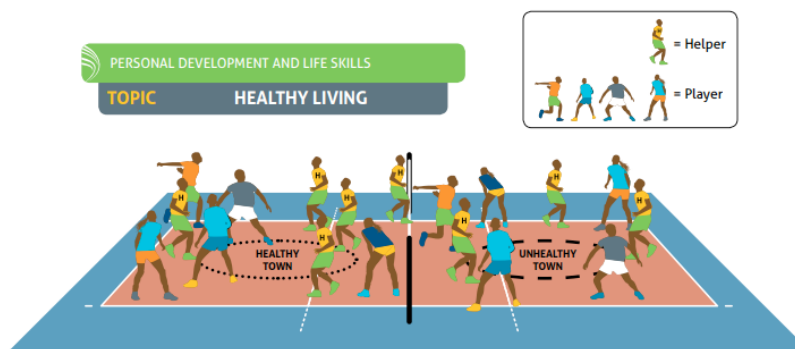 PERSONAL DEVELOPMENT AND LIFE SKILLS
TOPIC HEALTHY LIVING
= Helper
= Player
H
H
H
H
H
H
H
H
HEALTHY
TOWN
UNHEALTHY
TOWN